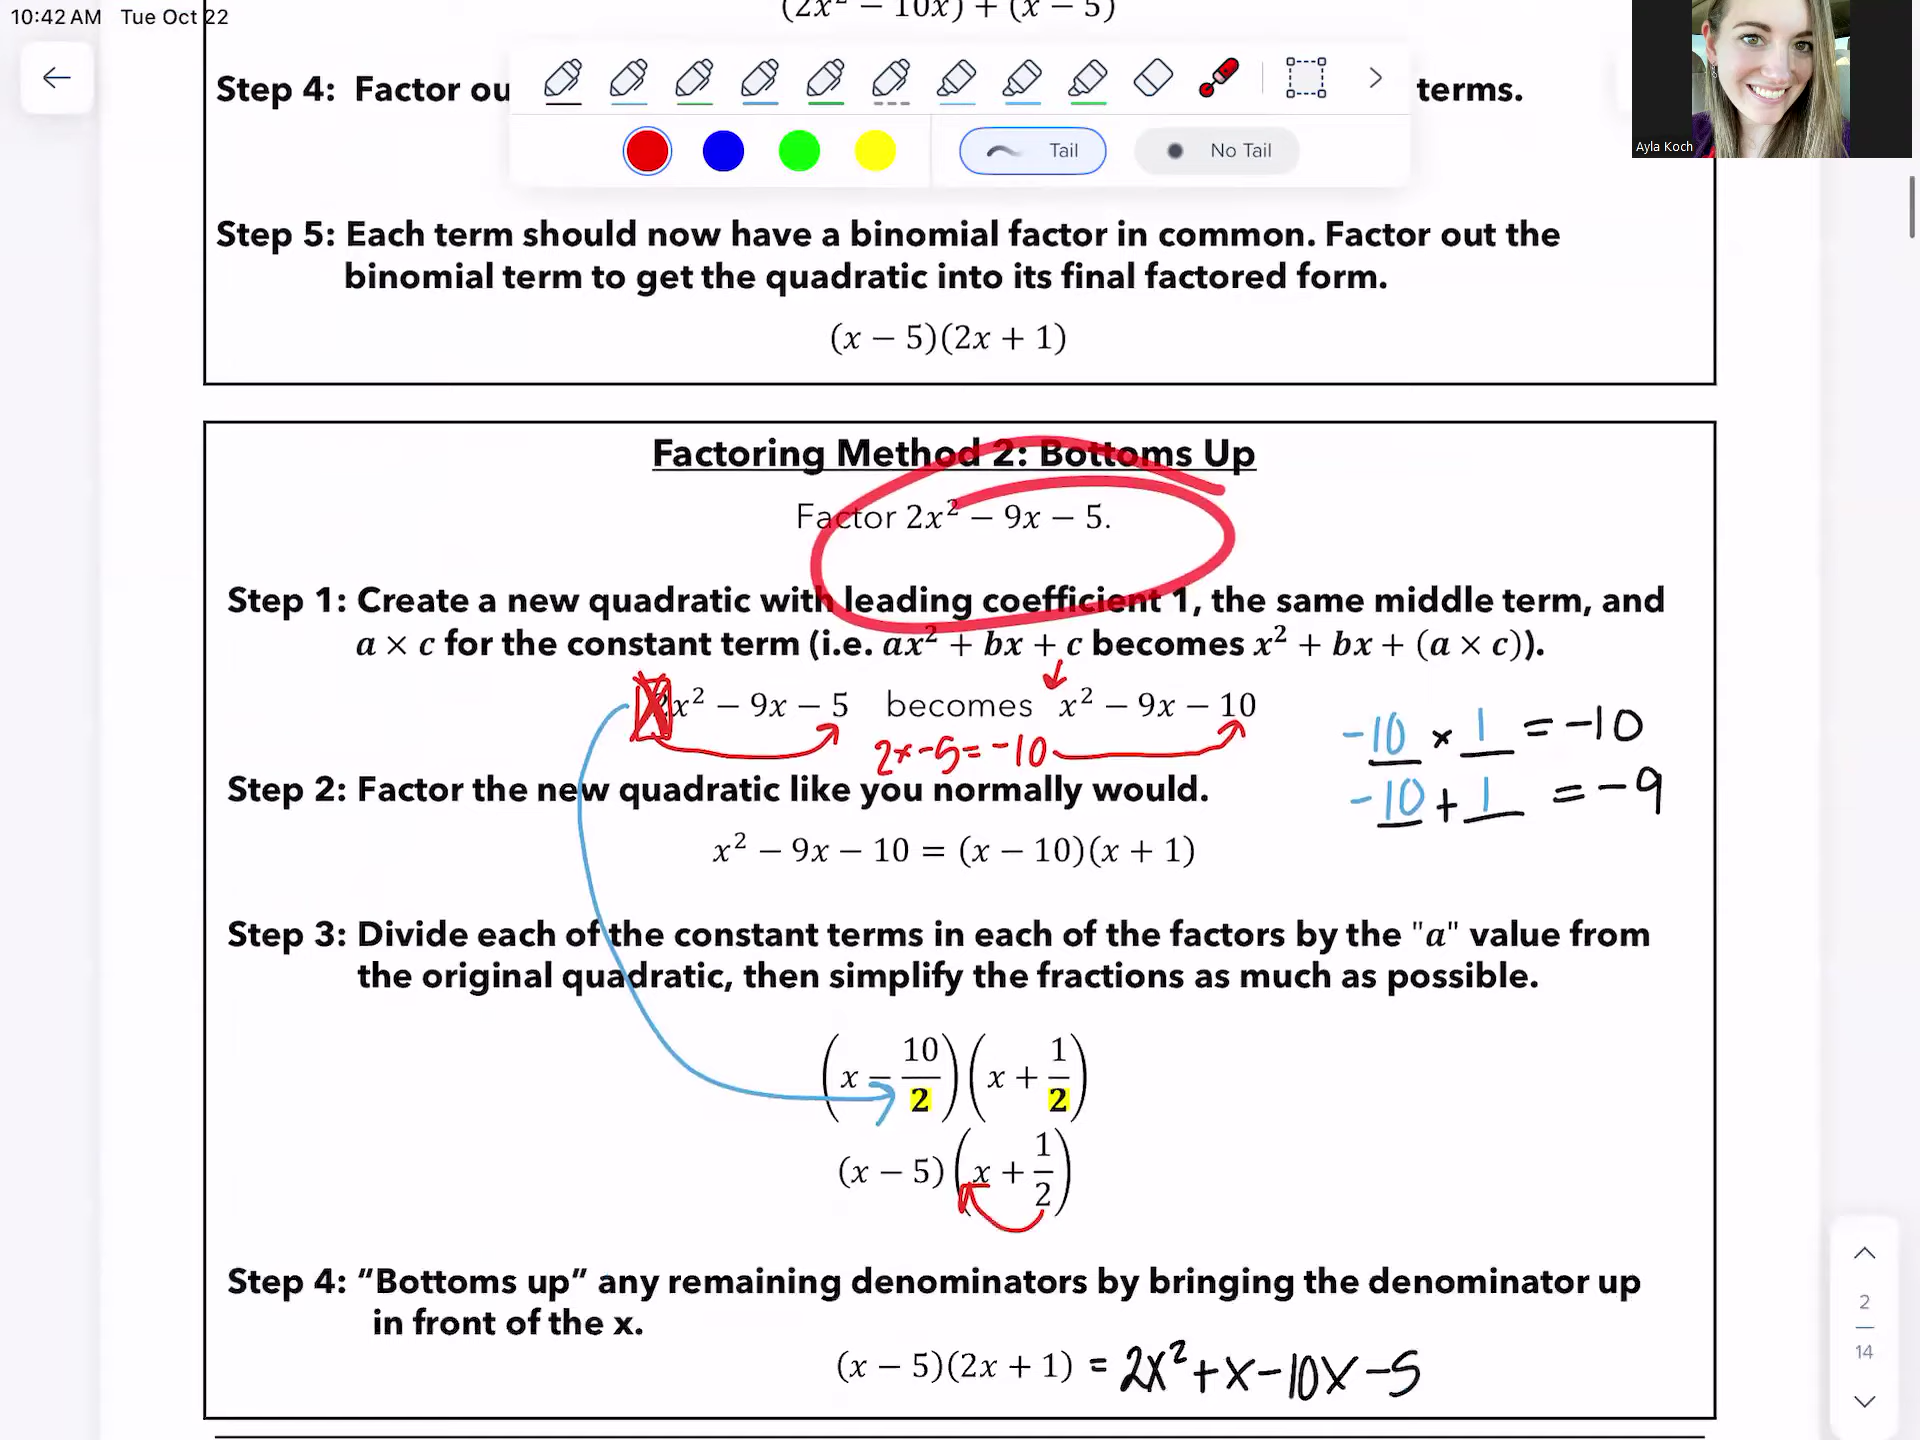 10:42 AM Tue Oct 22
(2x² − 10x) + (x − 5)
Step 4: Factor ou
terms.
Tail
No Tail
Ayla Koch
Step 5: Each term should now have a binomial factor in common. Factor out the
binomial term to get the quadratic into its final factored form.
(x − 5)(2x + 1)
Factoring Method 2: Bottoms Up
Factor 2x² − 9x − 5.
Step 1: Create a new quadratic with leading coefficient 1, the same middle term, and
a × c for the constant term (i.e. ax² + bx + c becomes x² + bx + (a × c)).
2x² − 9x − 5 becomes x² − 9x − 10
2x-5=-10
-10 × 1 = -10
-10 + 1 = -9
Step 2: Factor the new quadratic like you normally would.
x² − 9x − 10 = (x − 10)(x + 1)
Step 3: Divide each of the constant terms in each of the factors by the "a" value from
the original quadratic, then simplify the fractions as much as possible.
(x − 10/2)(x + 1/2)
(x − 5)(x + 1/2)
Step 4: “Bottoms up” any remaining denominators by bringing the denominator up
in front of the x.
(x − 5)(2x + 1) = 2x²+x-10x-5
2
14